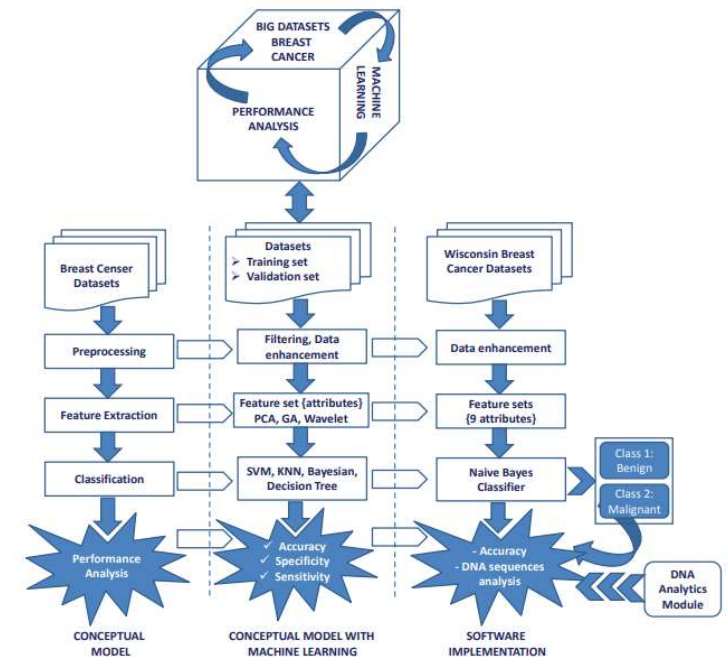 BIG DATASETS
BREAST
CANCER
MACHINE
LEARNING
PERFORMANCE
ANALYSIS
Breast Censer
Datasets
Datasets
➢ Training set
➢ Validation set
Wisconsin Breast
Cancer Datasets
Preprocessing
Filtering, Data
enhancement
Data enhancement
Feature Extraction
Feature set {attributes}
PCA, GA, Wavelet
Feature sets
{9 attributes}
Classification
SVM, KNN, Bayesian,
Decision Tree
Naive Bayes
Classifier
Class 1:
Benign
Class 2:
Malignant
Performance
Analysis
✓ Accuracy
✓ Specificity
✓ Sensitivity
- Accuracy
- DNA sequences
analysis
DNA
Analytics
Module
CONCEPTUAL
MODEL
CONCEPTUAL MODEL WITH
MACHINE LEARNING
SOFTWARE
IMPLEMENTATION